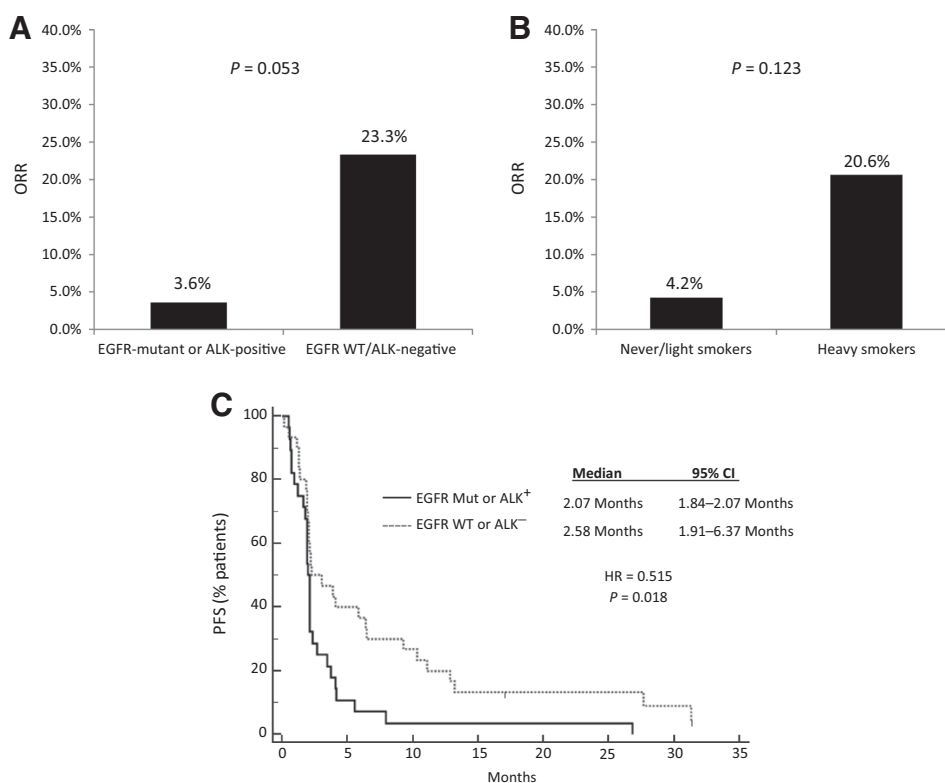 A
40.0%
35.0%
30.0%
25.0%
20.0%
15.0%
10.0%
5.0%
0.0%
ORR
P = 0.053
3.6%
23.3%
EGFR-mutant or ALK-positive
EGFR WT/ALK-negative
B
40.0%
35.0%
30.0%
25.0%
20.0%
15.0%
10.0%
5.0%
0.0%
ORR
P = 0.123
4.2%
20.6%
Never/light smokers
Heavy smokers
C
100
80
60
40
20
0
PFS (% patients)
EGFR Mut or ALK+
EGFR WT or ALK—
Median 95% CI
2.07 Months 1.84–2.07 Months
2.58 Months 1.91–6.37 Months
HR = 0.515
P = 0.018
0 5 10 15 20 25 30 35
Months